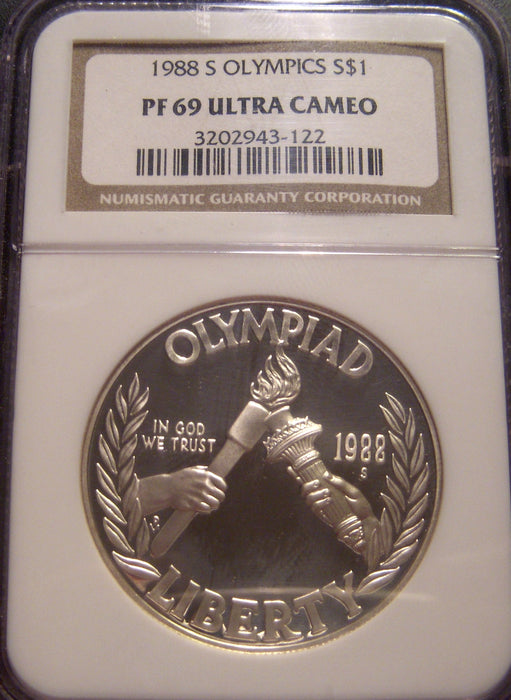 1988 S OLYMPICS S$1
PF 69 ULTRA CAMEO
3202943-122
NUMISMATIC GUARANTY CORPORATION
OLYMPIAD
IN GOD
WE TRUST
1988
S
LIBERTY